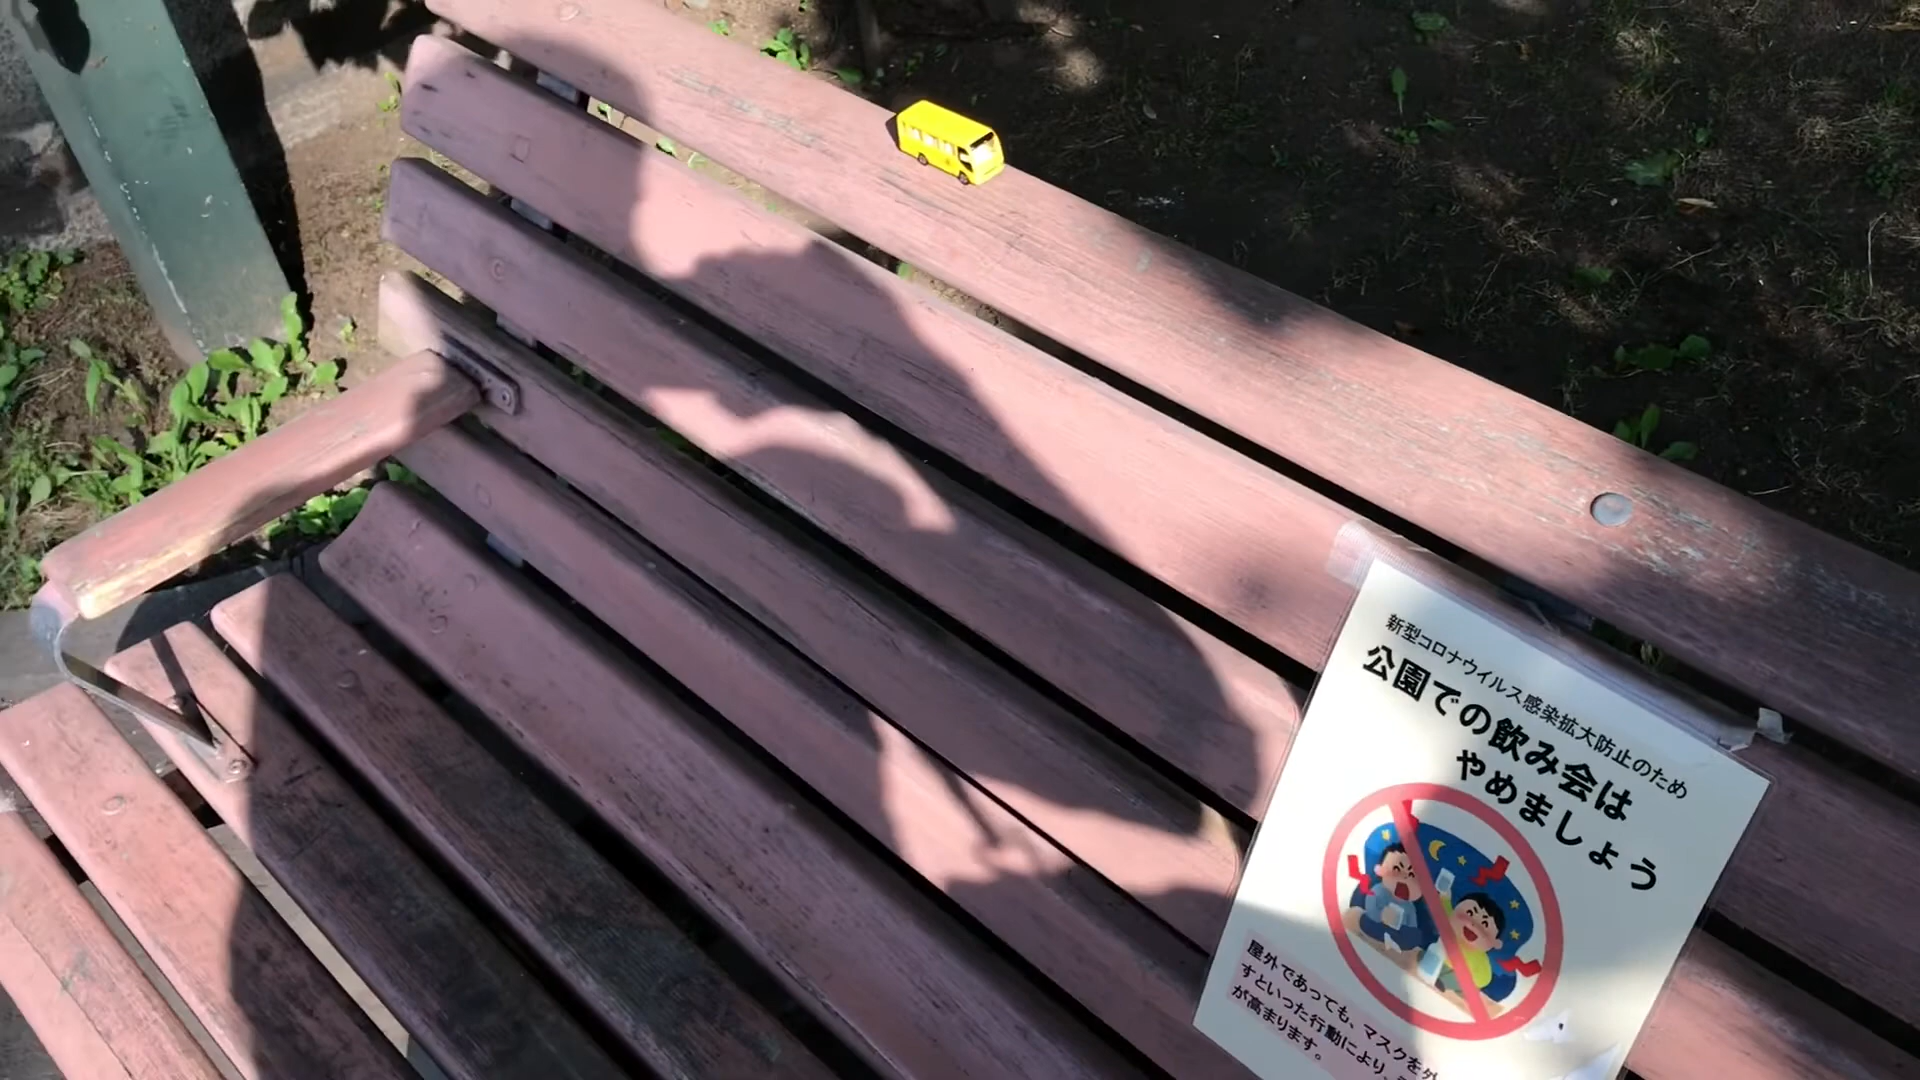 新型コロナウイルス感染拡大防止のため
公園での飲み会は
やめましょう
屋外であっても、マスクを外
すといった行動により、
が高まります。